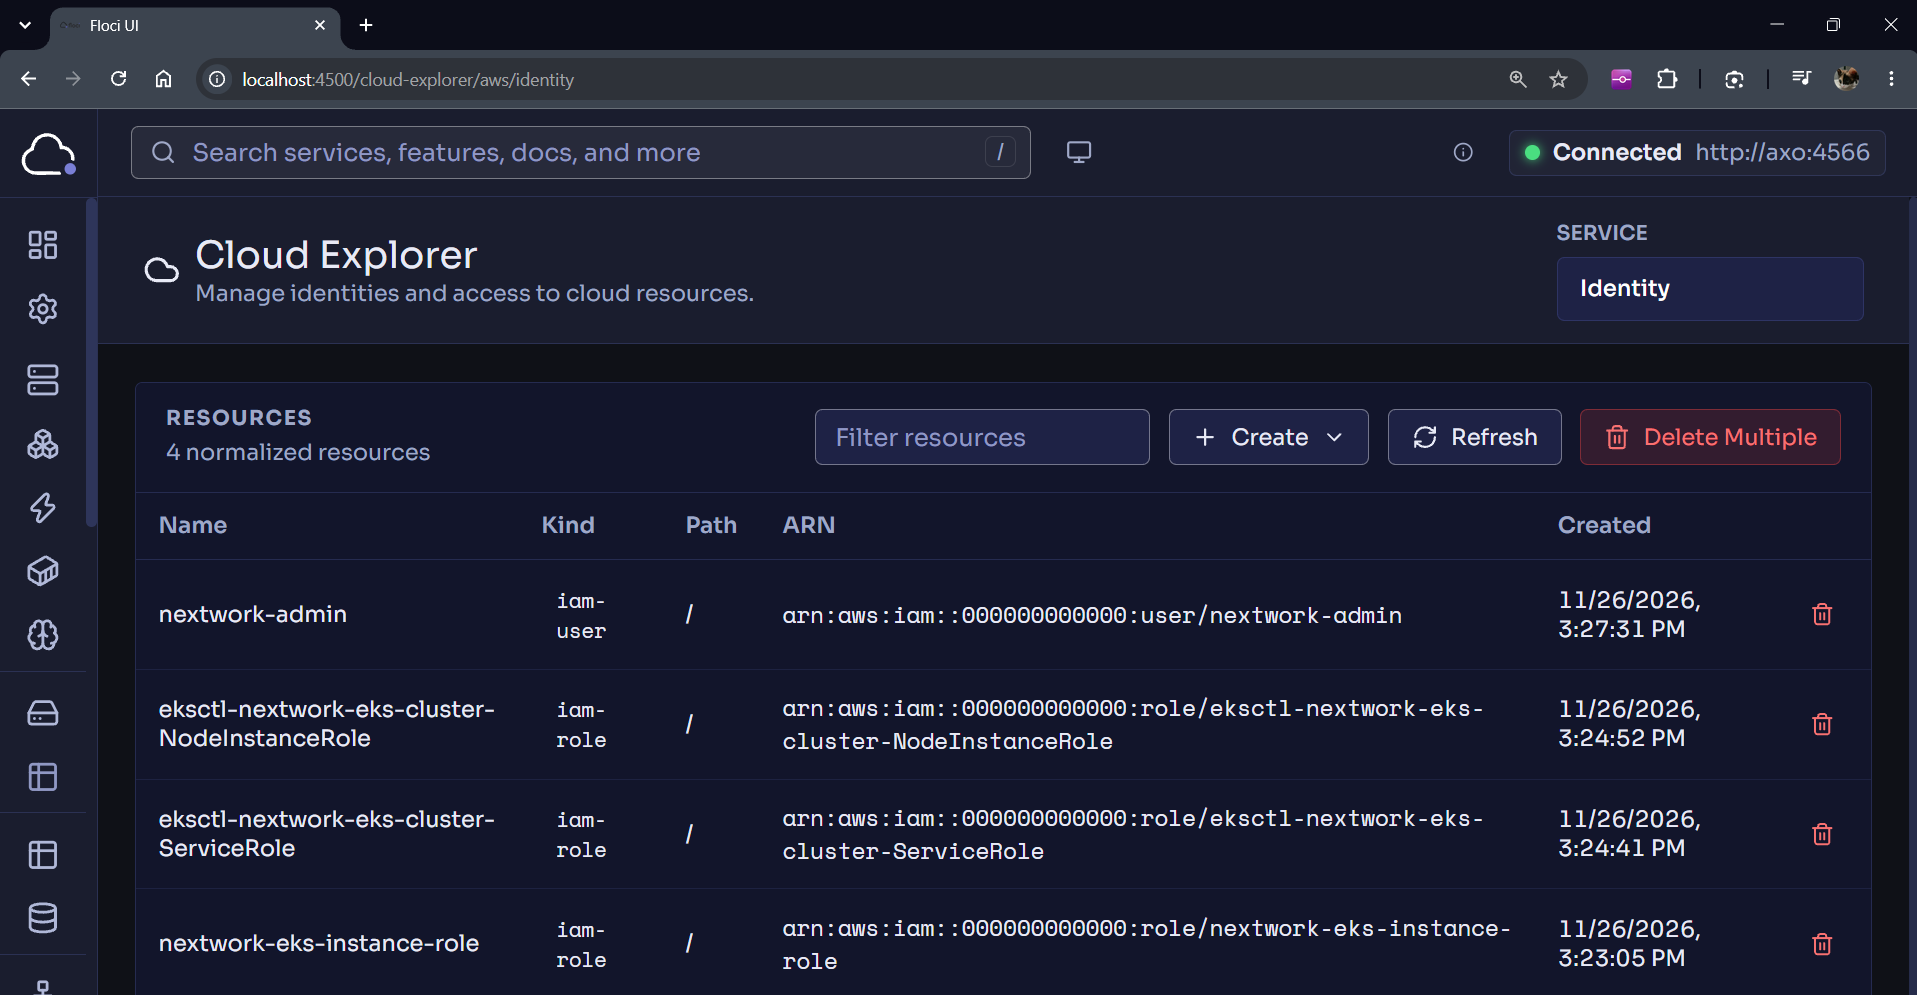 Floci UI
localhost:4500/cloud-explorer/aws/identity
Search services, features, docs, and more /
Connected http://axo:4566
Cloud Explorer
Manage identities and access to cloud resources.
SERVICE
Identity
RESOURCES
4 normalized resources
Filter resources
Create
Refresh
Delete Multiple
Name Kind Path ARN Created
nextwork-admin
iam-
user
/
arn:aws:iam::000000000000:user/nextwork-admin
11/26/2026,
3:27:31 PM
eksctl-nextwork-eks-cluster-
NodeInstanceRole
iam-
role
/
arn:aws:iam::000000000000:role/eksctl-nextwork-eks-
cluster-NodeInstanceRole
11/26/2026,
3:24:52 PM
eksctl-nextwork-eks-cluster-
ServiceRole
iam-
role
/
arn:aws:iam::000000000000:role/eksctl-nextwork-eks-
cluster-ServiceRole
11/26/2026,
3:24:41 PM
nextwork-eks-instance-role
iam-
role
/
arn:aws:iam::000000000000:role/nextwork-eks-instance-
role
11/26/2026,
3:23:05 PM